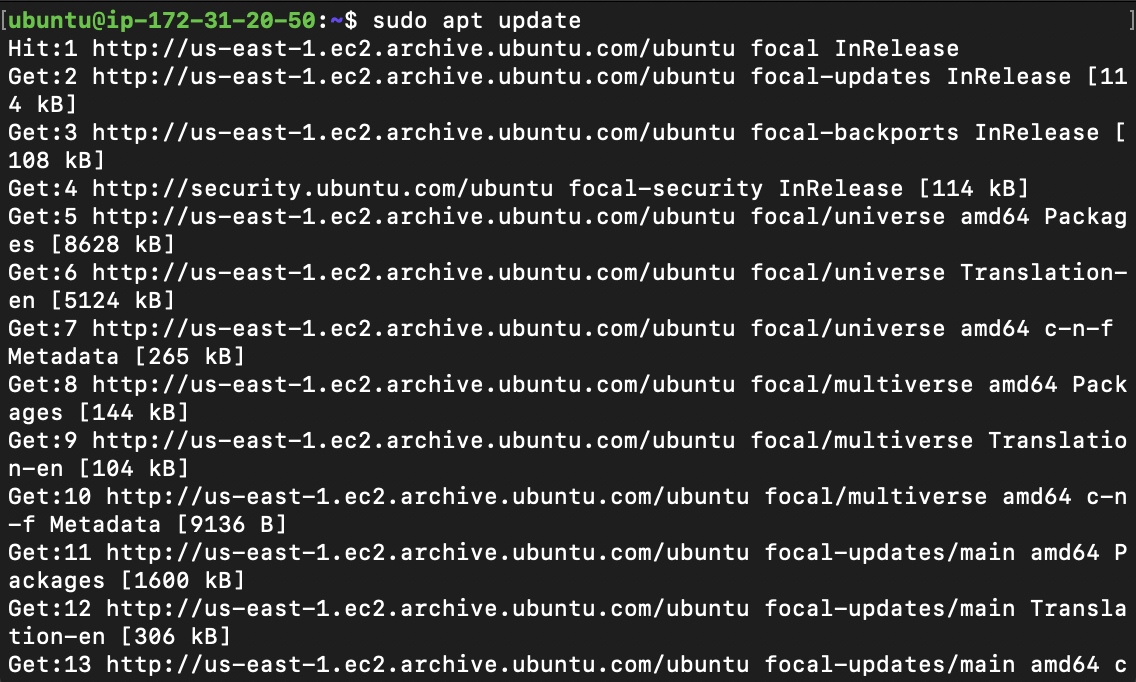 [ubuntu@ip-172-31-20-50:~$ sudo apt update ]
Hit:1 http://us-east-1.ec2.archive.ubuntu.com/ubuntu focal InRelease
Get:2 http://us-east-1.ec2.archive.ubuntu.com/ubuntu focal-updates InRelease [11
4 kB]
Get:3 http://us-east-1.ec2.archive.ubuntu.com/ubuntu focal-backports InRelease [
108 kB]
Get:4 http://security.ubuntu.com/ubuntu focal-security InRelease [114 kB]
Get:5 http://us-east-1.ec2.archive.ubuntu.com/ubuntu focal/universe amd64 Packag
es [8628 kB]
Get:6 http://us-east-1.ec2.archive.ubuntu.com/ubuntu focal/universe Translation-
en [5124 kB]
Get:7 http://us-east-1.ec2.archive.ubuntu.com/ubuntu focal/universe amd64 c-n-f
Metadata [265 kB]
Get:8 http://us-east-1.ec2.archive.ubuntu.com/ubuntu focal/multiverse amd64 Pack
ages [144 kB]
Get:9 http://us-east-1.ec2.archive.ubuntu.com/ubuntu focal/multiverse Translatio
n-en [104 kB]
Get:10 http://us-east-1.ec2.archive.ubuntu.com/ubuntu focal/multiverse amd64 c-n
-f Metadata [9136 B]
Get:11 http://us-east-1.ec2.archive.ubuntu.com/ubuntu focal-updates/main amd64 P
ackages [1600 kB]
Get:12 http://us-east-1.ec2.archive.ubuntu.com/ubuntu focal-updates/main Transla
tion-en [306 kB]
Get:13 http://us-east-1.ec2.archive.ubuntu.com/ubuntu focal-updates/main amd64 c